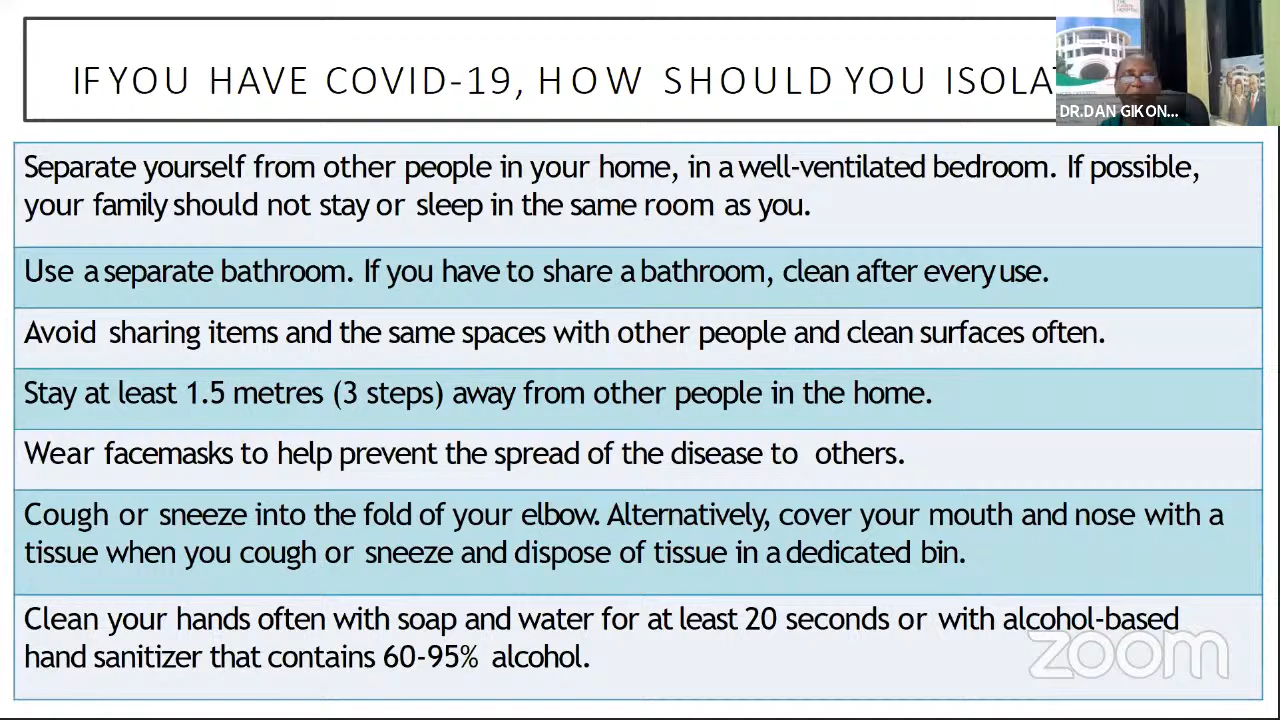 IF YOU HAVE COVID-19, HOW SHOULD YOU ISOLA
DR.DAN GIKON...
Separate yourself from other people in your home, in a well-ventilated bedroom. If possible,
your family should not stay or sleep in the same room as you.
Use a separate bathroom. If you have to share a bathroom, clean after every use.
Avoid sharing items and the same spaces with other people and clean surfaces often.
Stay at least 1.5 metres (3 steps) away from other people in the home.
Wear facemasks to help prevent the spread of the disease to others.
Cough or sneeze into the fold of your elbow. Alternatively, cover your mouth and nose with a
tissue when you cough or sneeze and dispose of tissue in a dedicated bin.
Clean your hands often with soap and water for at least 20 seconds or with alcohol-based
hand sanitizer that contains 60-95% alcohol.
zoom